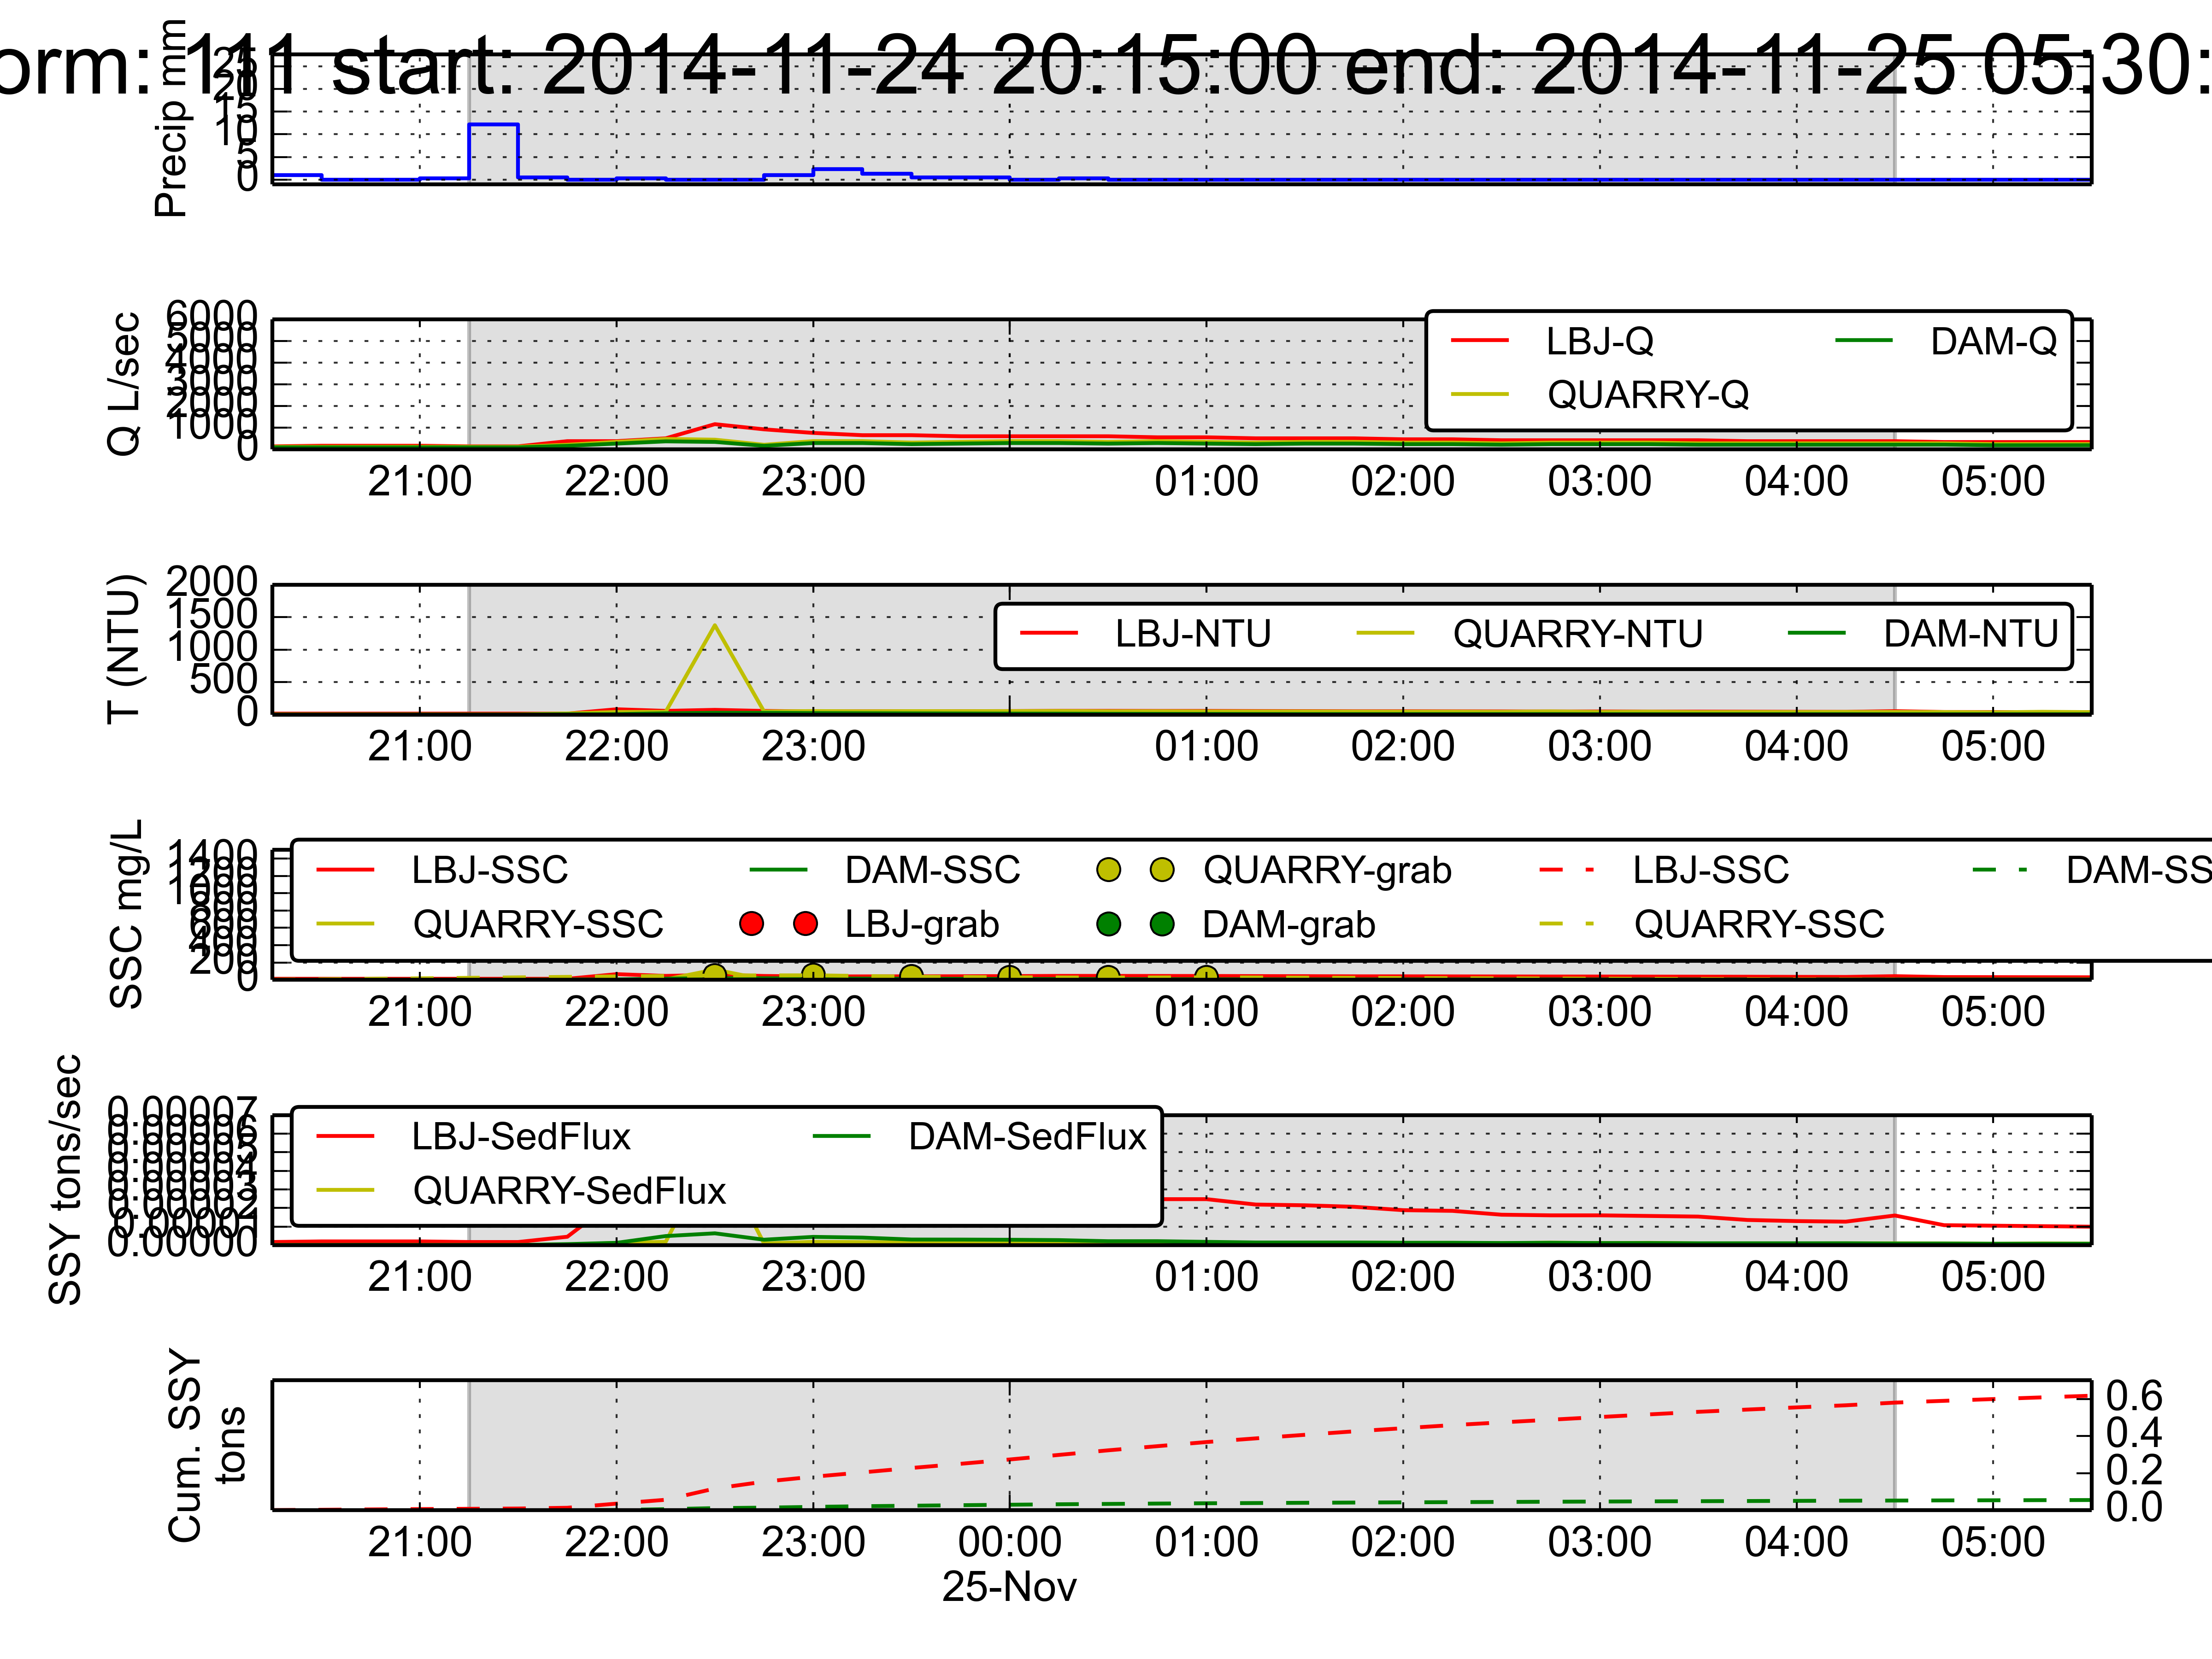 orm: 111 start: 2014-11-24 20:15:00 end: 2014-11-25 05:30:
Precip mm
25
20
15
10
5
0
Q L/sec
6000
5000
4000
3000
2000
1000
0
LBJ-Q
DAM-Q
QUARRY-Q
21:00 22:00 23:00 01:00 02:00 03:00 04:00 05:00
T (NTU)
2000
1500
1000
500
0
LBJ-NTU QUARRY-NTU DAM-NTU
21:00 22:00 23:00 01:00 02:00 03:00 04:00 05:00
SSC mg/L
1400
1200
1000
800
600
400
200
0
LBJ-SSC DAM-SSC QUARRY-grab LBJ-SSC DAM-SS
QUARRY-SSC LBJ-grab DAM-grab QUARRY-SSC
21:00 22:00 23:00 01:00 02:00 03:00 04:00 05:00
SSY tons/sec
0.00007
0.00006
0.00005
0.00004
0.00003
0.00002
0.00001
0.00000
LBJ-SedFlux DAM-SedFlux
QUARRY-SedFlux
21:00 22:00 23:00 01:00 02:00 03:00 04:00 05:00
Cum. SSY
tons
0.6
0.4
0.2
0.0
21:00 22:00 23:00 00:00 01:00 02:00 03:00 04:00 05:00
25-Nov